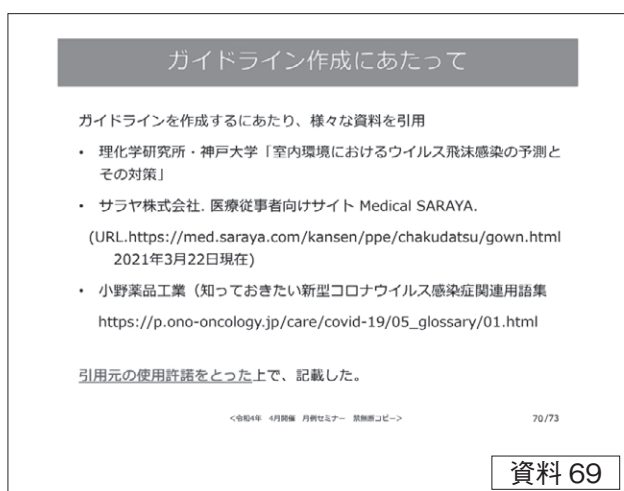 ガイドライン作成にあたって
ガイドラインを作成するにあたり、様々な資料を引用
• 理化学研究所・神戸大学「室内環境におけるウイルス飛沫感染の予測と
その対策」
• サラヤ株式会社. 医療従事者向けサイト Medical SARAYA.
(URL.https://med.saraya.com/kansen/ppe/chakudatsu/gown.html
2021年3月22日現在)
• 小野薬品工業（知っておきたい新型コロナウイルス感染症関連用語集
https://p.ono-oncology.jp/care/covid-19/05_glossary/01.html
引用元の使用許諾をとった上で、記載した。
＜令和4年 4月開催 月例セミナー 禁無断コピー＞
70/73
資料 69